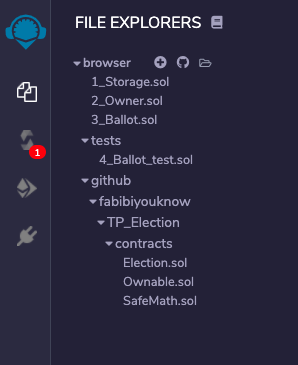 FILE EXPLORERS
browser
1_Storage.sol
2_Owner.sol
3_Ballot.sol
tests
4_Ballot_test.sol
github
fabibiyouknow
TP_Election
contracts
Election.sol
Ownable.sol
SafeMath.sol
1